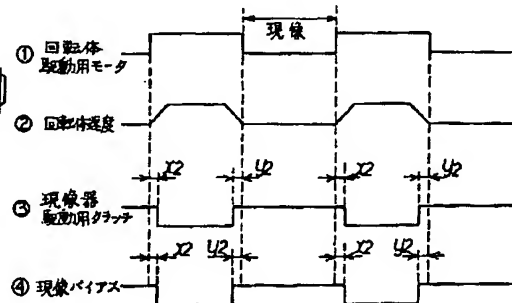 現像
① 回転体
駆動用モータ
② 回転体速度
x2 y2 x2 y2
③ 現像器
駆動用クラッチ
x2 y2 x2 y2
④ 現像バイアス